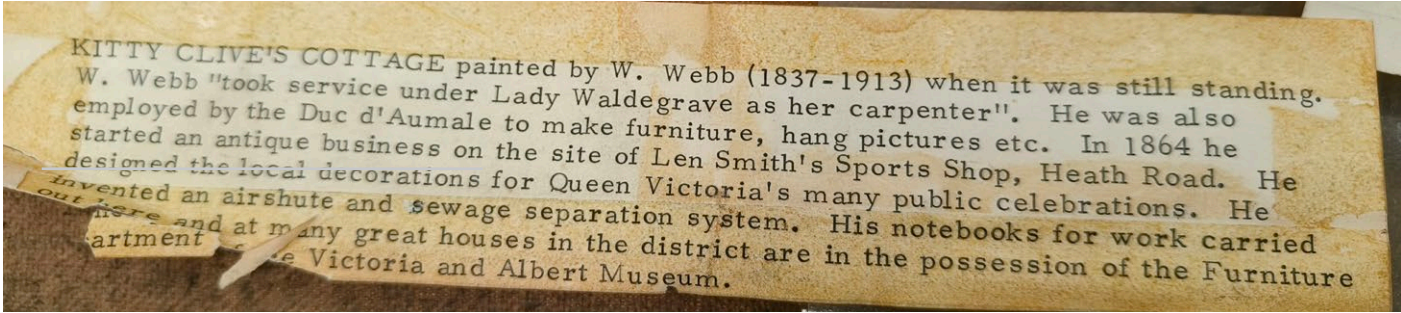 KITTY CLIVE'S COTTAGE painted by W. Webb (1837-1913) when it was still standing.
W. Webb "took service under Lady Waldegrave as her carpenter". He was also
employed by the Duc d'Aumale to make furniture, hang pictures etc. In 1864 he
started an antique business on the site of Len Smith's Sports Shop, Heath Road. He
designed the local decorations for Queen Victoria's many public celebrations. He
invented an airshute and sewage separation system. His notebooks for work carried
out here and at many great houses in the district are in the possession of the Furniture
artment Victoria and Albert Museum.